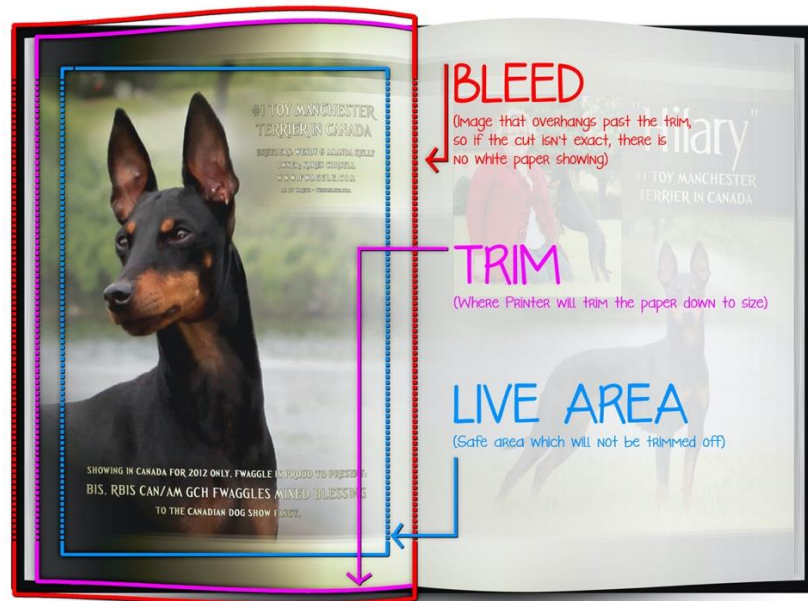 #1 TOY MANCHESTER
TERRIER IN CANADA
BREEDERS: WENDY & AMANDA KELLY
WWW.FWAGGLE.COM
SHOWING IN CANADA FOR 2012 ONLY, FWAGGLE IS PROUD TO PRESENT:
BIS, RBIS CAN/AM GCH FWAGGLES MIXED BLESSING
TO THE CANADIAN DOG SHOW FANCY.
BLEED
(Image that overhangs past the trim,
so if the cut isn't exact, there is
no white paper showing)
TRIM
(Where Printer will trim the paper down to size)
LIVE AREA
(Safe area which will not be trimmed off)
"Hilary"
#1 TOY MANCHESTER
TERRIER IN CANADA